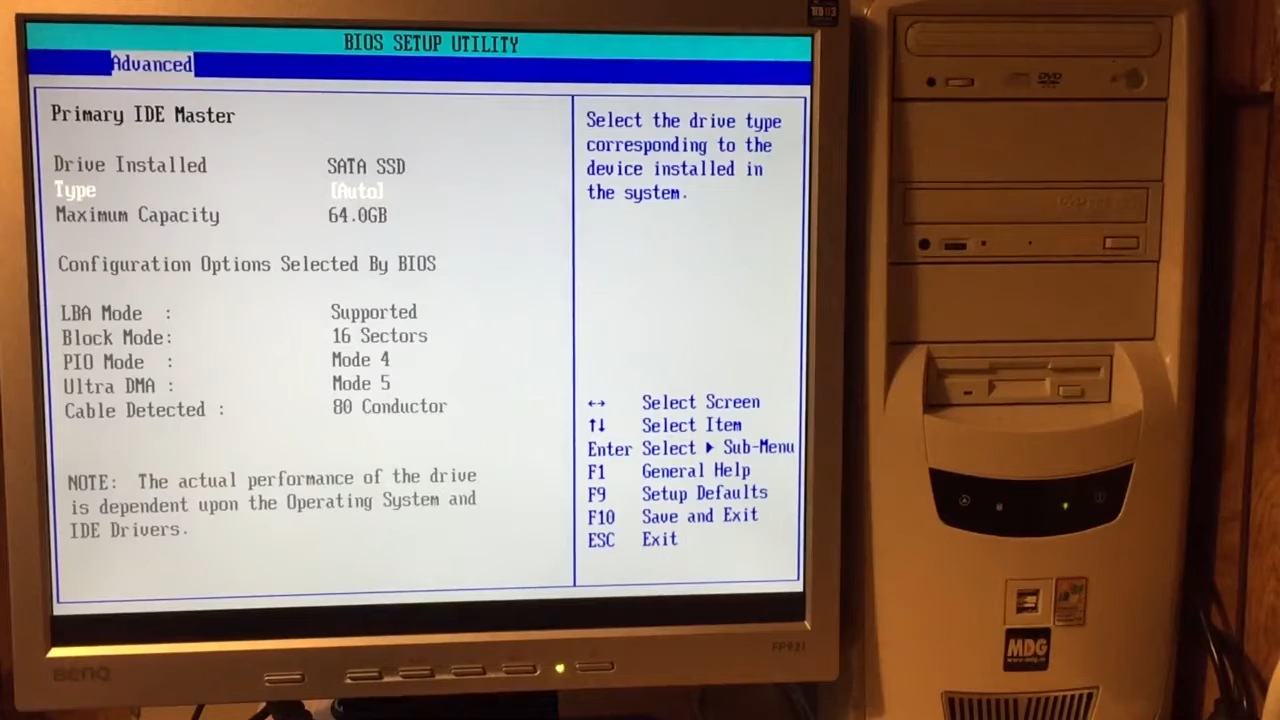 BIOS SETUP UTILITY
Advanced
Primary IDE Master
Drive Installed SATA SSD
Type [Auto]
Maximum Capacity 64.0GB
Configuration Options Selected By BIOS
LBA Mode : Supported
Block Mode: 16 Sectors
PIO Mode : Mode 4
Ultra DMA : Mode 5
Cable Detected : 80 Conductor
NOTE: The actual performance of the drive
is dependent upon the Operating System and
IDE Drivers.
Select the drive type
corresponding to the
device installed in
the system.
↔ Select Screen
↑↓ Select Item
Enter Select ▶ Sub-Menu
F1 General Help
F9 Setup Defaults
F10 Save and Exit
ESC Exit
BENQ
FP931
DVD
MDG